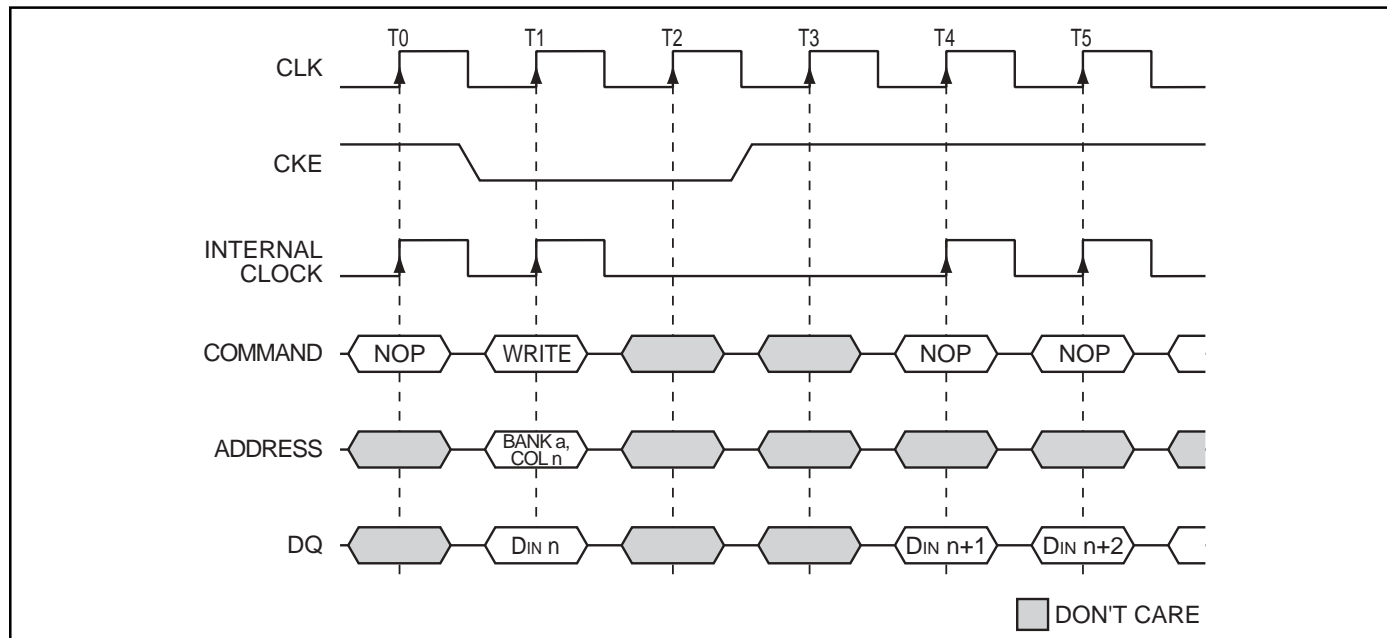 T0 T1 T2 T3 T4 T5
CLK
CKE
INTERNAL
CLOCK
COMMAND NOP WRITE NOP NOP
ADDRESS BANK a,
COL n
DQ DIN n DIN n+1 DIN n+2
DON'T CARE